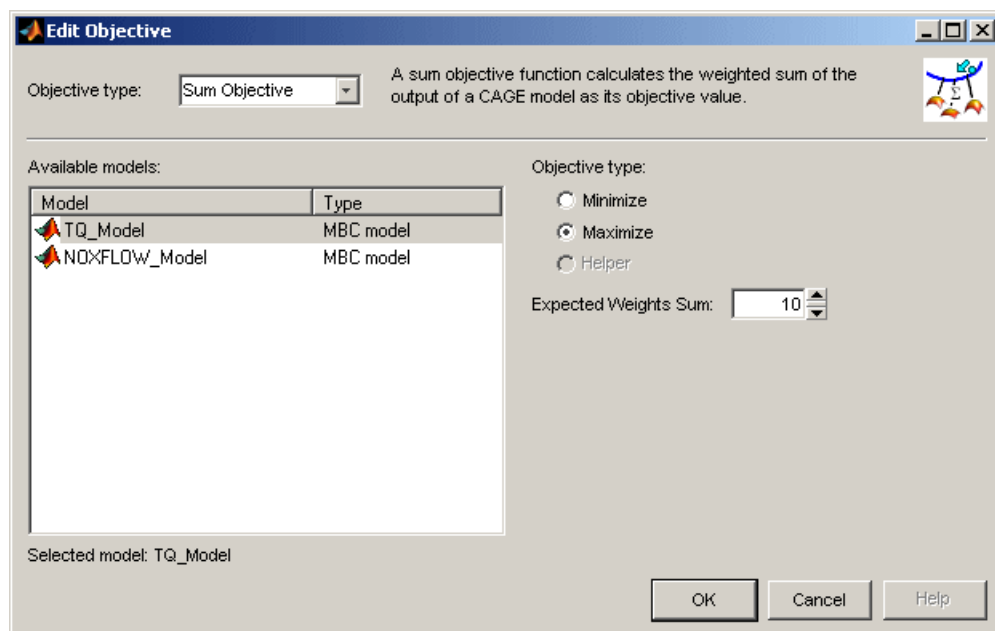 Edit Objective
Objective type:
Sum Objective
A sum objective function calculates the weighted sum of the
output of a CAGE model as its objective value.
Σ
Available models:
Model Type
TQ_Model MBC model
NOXFLOW_Model MBC model
Selected model: TQ_Model
Objective type:
Minimize
Maximize
Helper
Expected Weights Sum: 10
OK Cancel Help